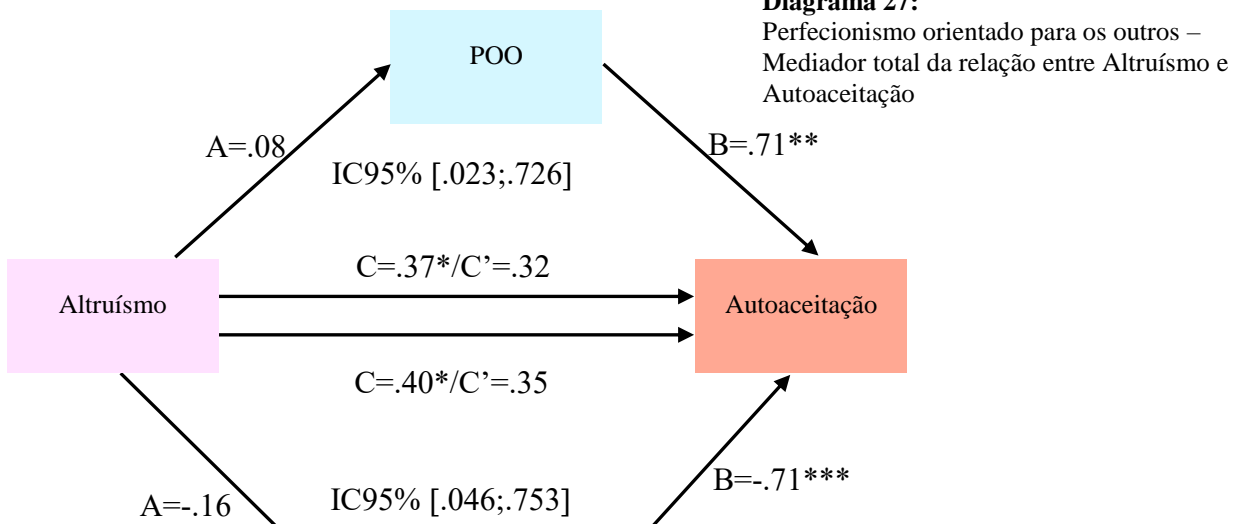 Diagrama 27:
Perfecionismo orientado para os outros –
Mediador total da relação entre Altruísmo e
Autoaceitação
POO
A=.08
B=.71**
IC95% [.023;.726]
C=.37*/C’=.32
Altruísmo
Autoaceitação
C=.40*/C’=.35
A=-.16
IC95% [.046;.753]
B=-.71***